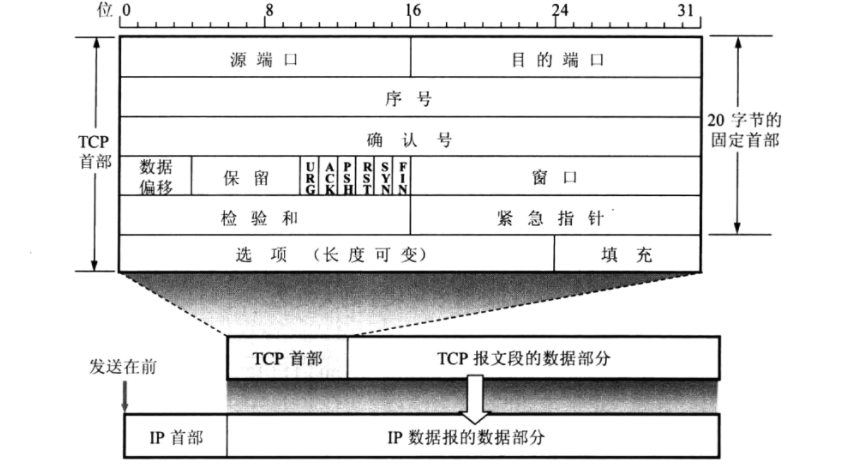 位 0 8 16 24 31
源端口 目的端口
序号
TCP 首部
确认号
20 字节的固定首部
数据偏移 保留 URG ACK PSH RST SYN FIN 窗口
检验和 紧急指针
选项（长度可变） 填充
TCP 首部 TCP 报文段的数据部分
发送在前
IP 首部 IP 数据报的数据部分